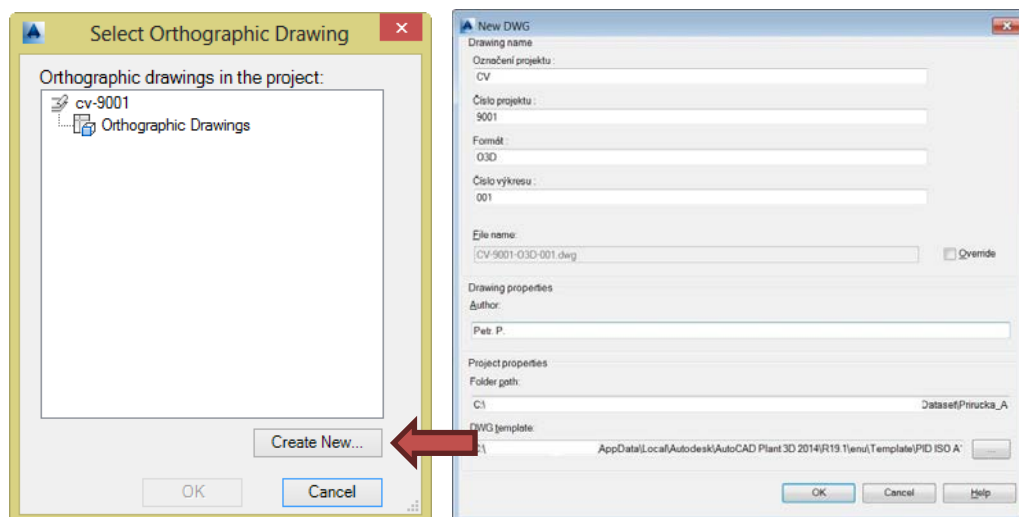 Select Orthographic Drawing
Orthographic drawings in the project:
cv-9001
Orthographic Drawings
Create New...
OK
Cancel
New DWG
Drawing name
Označení projektu :
CV
Číslo projektu :
9001
Formát :
O3D
Číslo výkresu :
001
File name:
CV-9001-O3D-001.dwg
Override
Drawing properties
Author:
Petr. P.
Project properties
Folder path:
C:\ Dataset\Prirucka_A
DWG template:
:\ AppData\Local\Autodesk\AutoCAD Plant 3D 2014\R19.1\enu\Template\PID ISO A'
...
OK
Cancel
Help